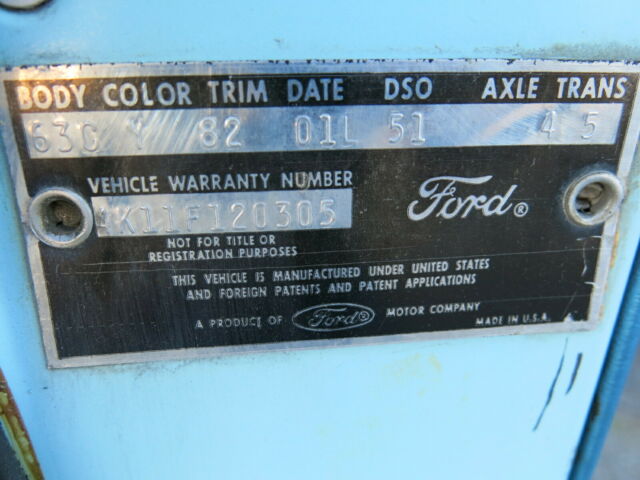 BODY COLOR TRIM DATE DSO AXLE TRANS
63C Y 82 01L 51 4 5
VEHICLE WARRANTY NUMBER
4K11F120305
Ford®
NOT FOR TITLE OR
REGISTRATION PURPOSES
THIS VEHICLE IS MANUFACTURED UNDER UNITED STATES
AND FOREIGN PATENTS AND PATENT APPLICATIONS
A PRODUCT OF Ford® MOTOR COMPANY
MADE IN U.S.A.